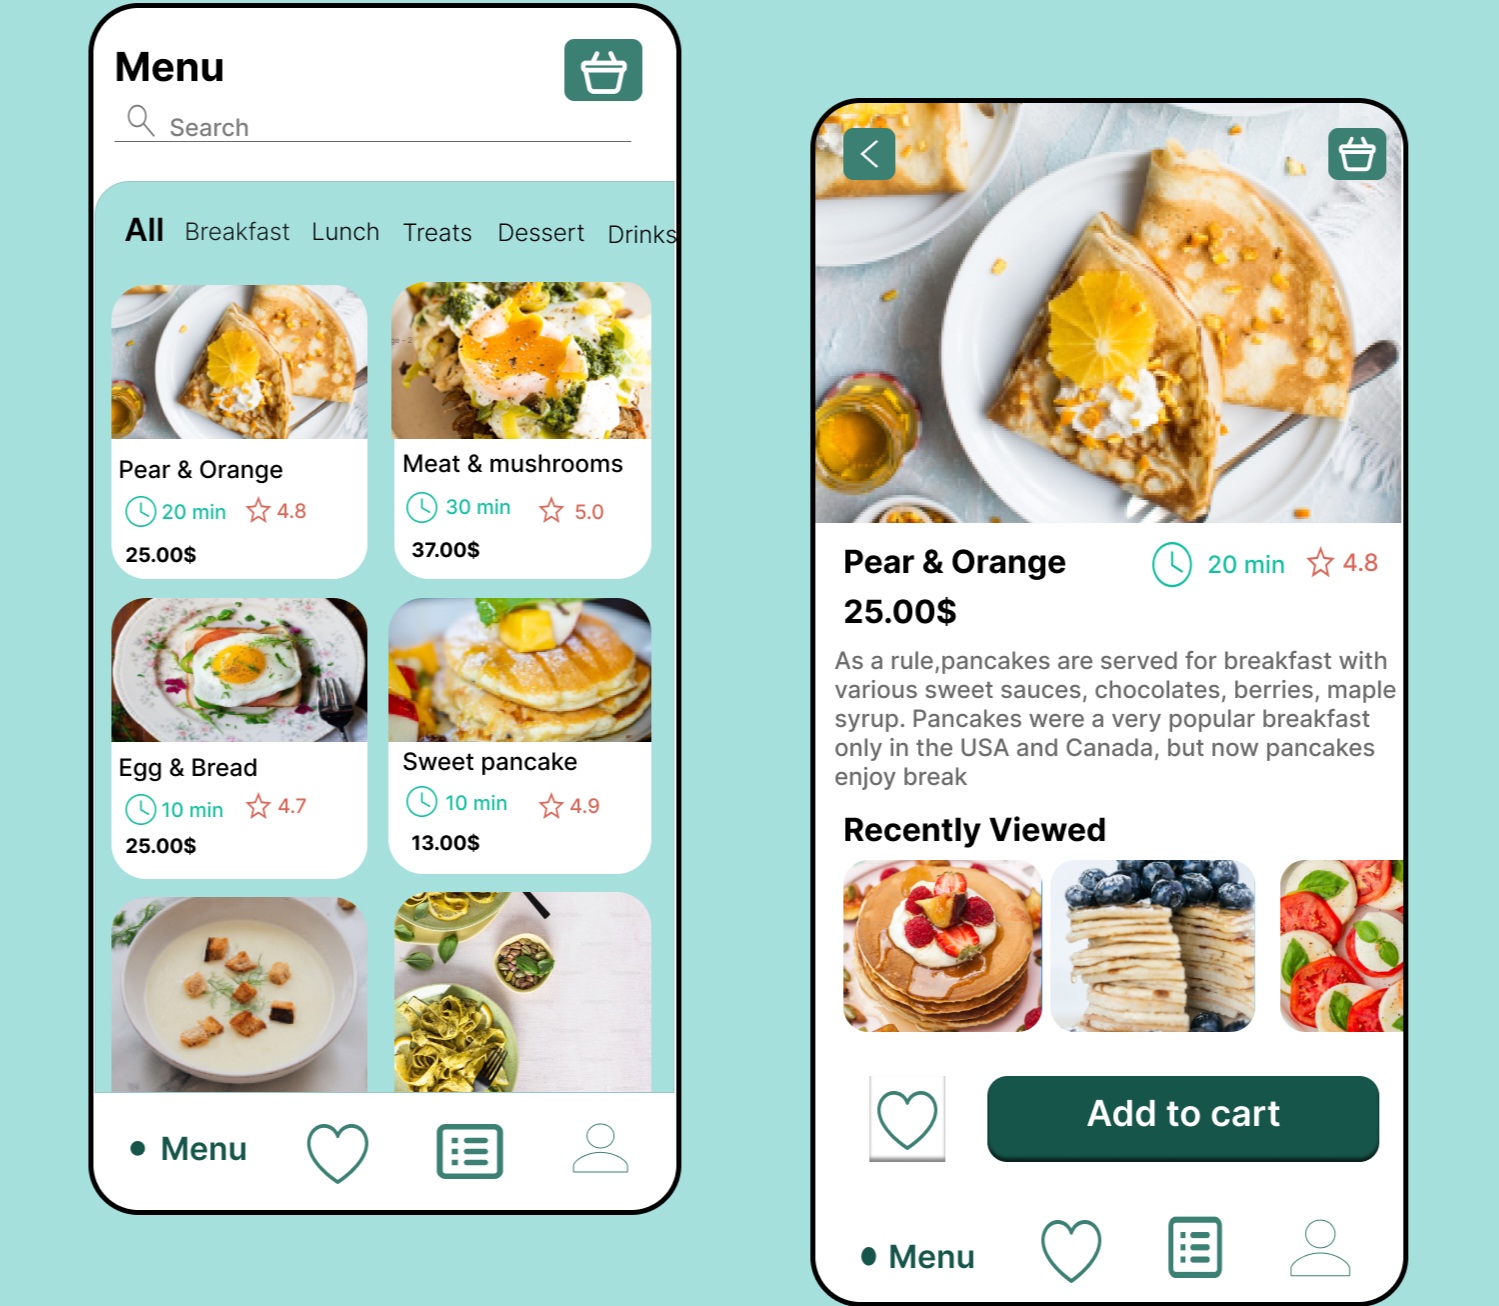 Menu
Search
All Breakfast Lunch Treats Dessert Drinks
Pear & Orange
20 min 4.8
25.00$
Meat & mushrooms
30 min 5.0
37.00$
Egg & Bread
10 min 4.7
25.00$
Sweet pancake
10 min 4.9
13.00$
Menu
Pear & Orange 20 min 4.8
25.00$
As a rule,pancakes are served for breakfast with
various sweet sauces, chocolates, berries, maple
syrup. Pancakes were a very popular breakfast
only in the USA and Canada, but now pancakes
enjoy break
Recently Viewed
Add to cart
Menu